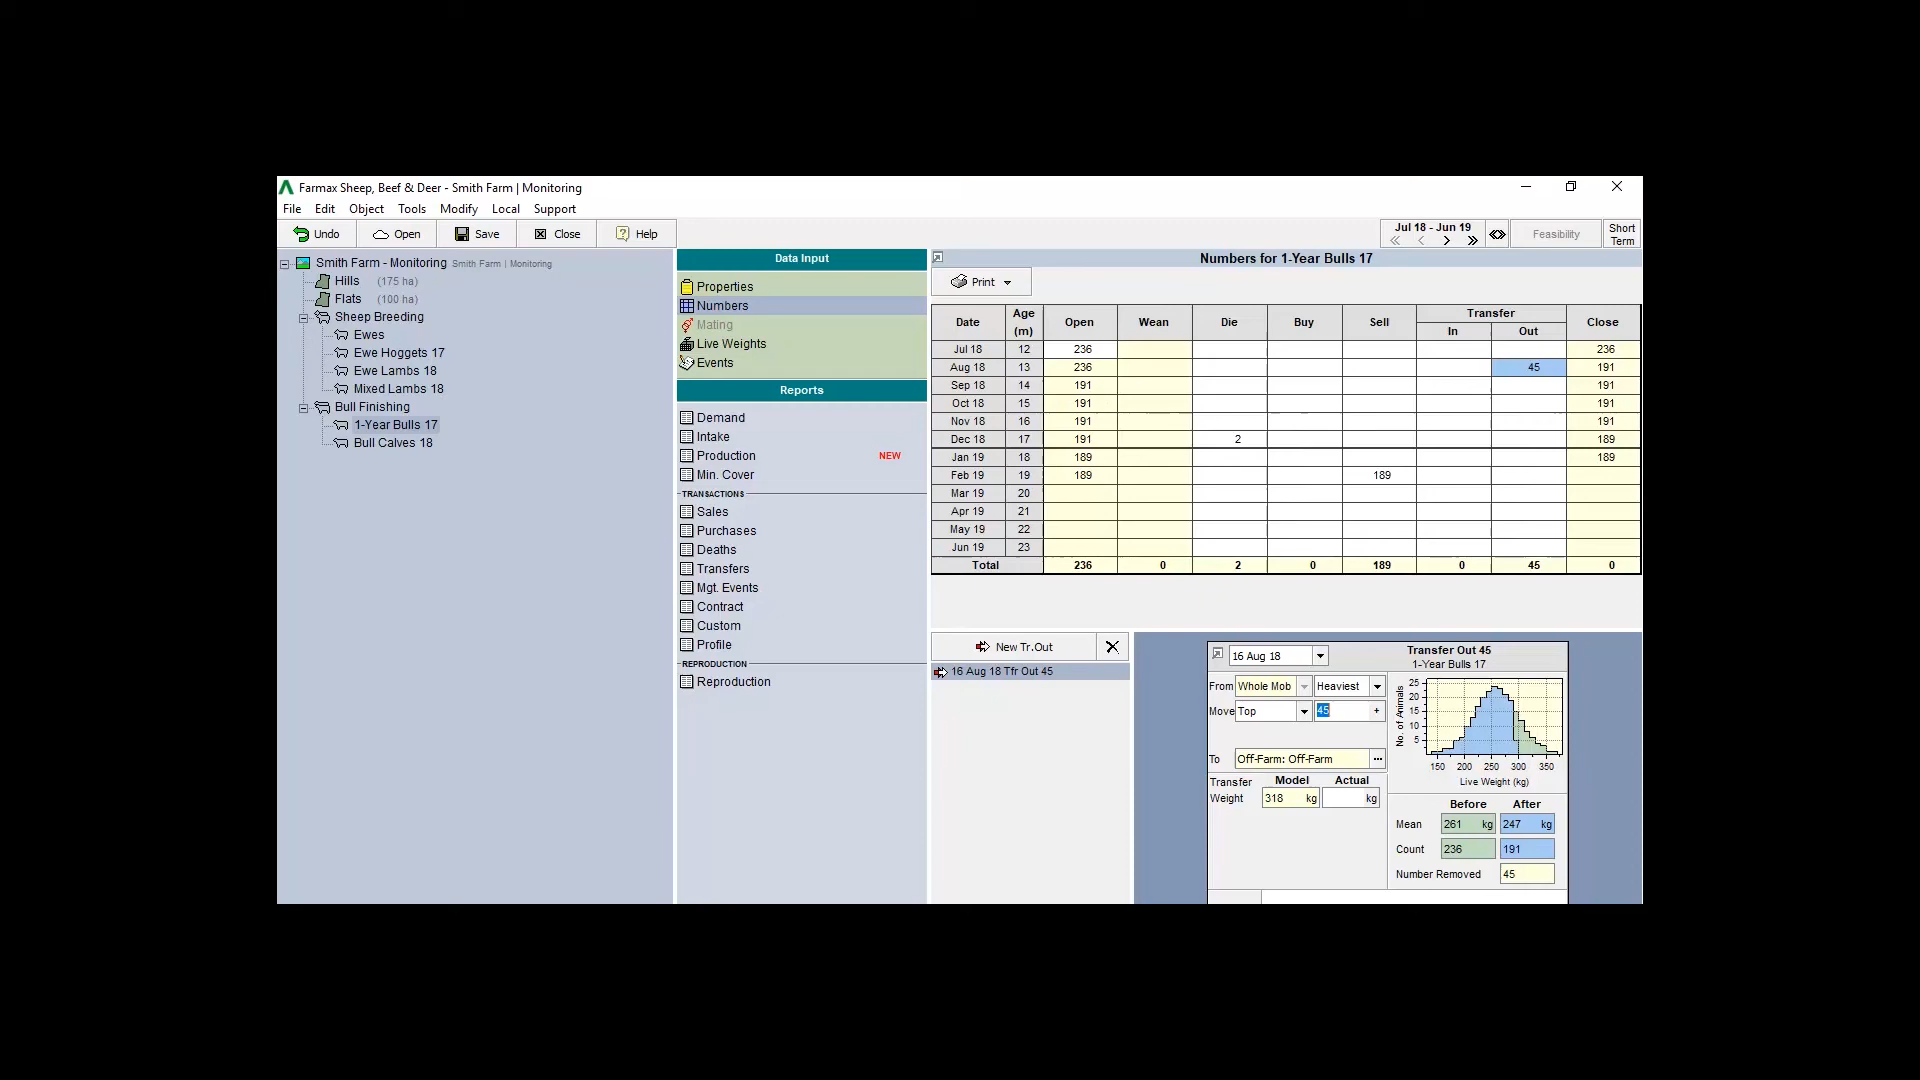 Farmax Sheep, Beef & Deer - Smith Farm | Monitoring
File Edit Object Tools Modify Local Support
Undo Open Save Close Help
Jul 18 - Jun 19 Feasibility Short Term
Smith Farm - Monitoring Smith Farm | Monitoring
Hills (175 ha)
Flats (100 ha)
Sheep Breeding
Ewes
Ewe Hoggets 17
Ewe Lambs 18
Mixed Lambs 18
Bull Finishing
1-Year Bulls 17
Bull Calves 18
Data Input
Properties
Numbers
Mating
Live Weights
Events
Reports
Demand
Intake
Production NEW
Min. Cover
TRANSACTIONS
Sales
Purchases
Deaths
Transfers
Mgt. Events
Contract
Custom
Profile
REPRODUCTION
Reproduction
Numbers for 1-Year Bulls 17
Print
Date Age (m) Open Wean Die Buy Sell Transfer In Out Close
Jul 18 12 236 236
Aug 18 13 236 45 191
Sep 18 14 191 191
Oct 18 15 191 191
Nov 18 16 191 191
Dec 18 17 191 2 189
Jan 19 18 189 189
Feb 19 19 189 189
Mar 19 20
Apr 19 21
May 19 22
Jun 19 23
Total 236 0 2 0 189 0 45 0
New Tr.Out
16 Aug 18 Tfr Out 45
16 Aug 18
Transfer Out 45
1-Year Bulls 17
From Whole Mob Heaviest
Move Top 45 +
To Off-Farm: Off-Farm ...
Model Actual
Transfer Weight 318 kg kg
No. of Animals
25
20
15
10
5
150 200 250 300 350
Live Weight (kg)
Before After
Mean 261 kg 247 kg
Count 236 191
Number Removed 45